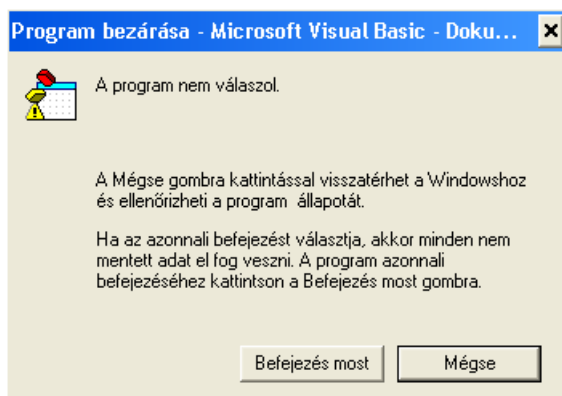 Program bezárása - Microsoft Visual Basic - Doku...
A program nem válaszol.
A Mégse gombra kattintással visszatérhet a Windowshoz
és ellenőrizheti a program állapotát.
Ha az azonnali befejezést választja, akkor minden nem
mentett adat el fog veszni. A program azonnali
befejezéséhez kattintson a Befejezés most gombra.
Befejezés most
Mégse